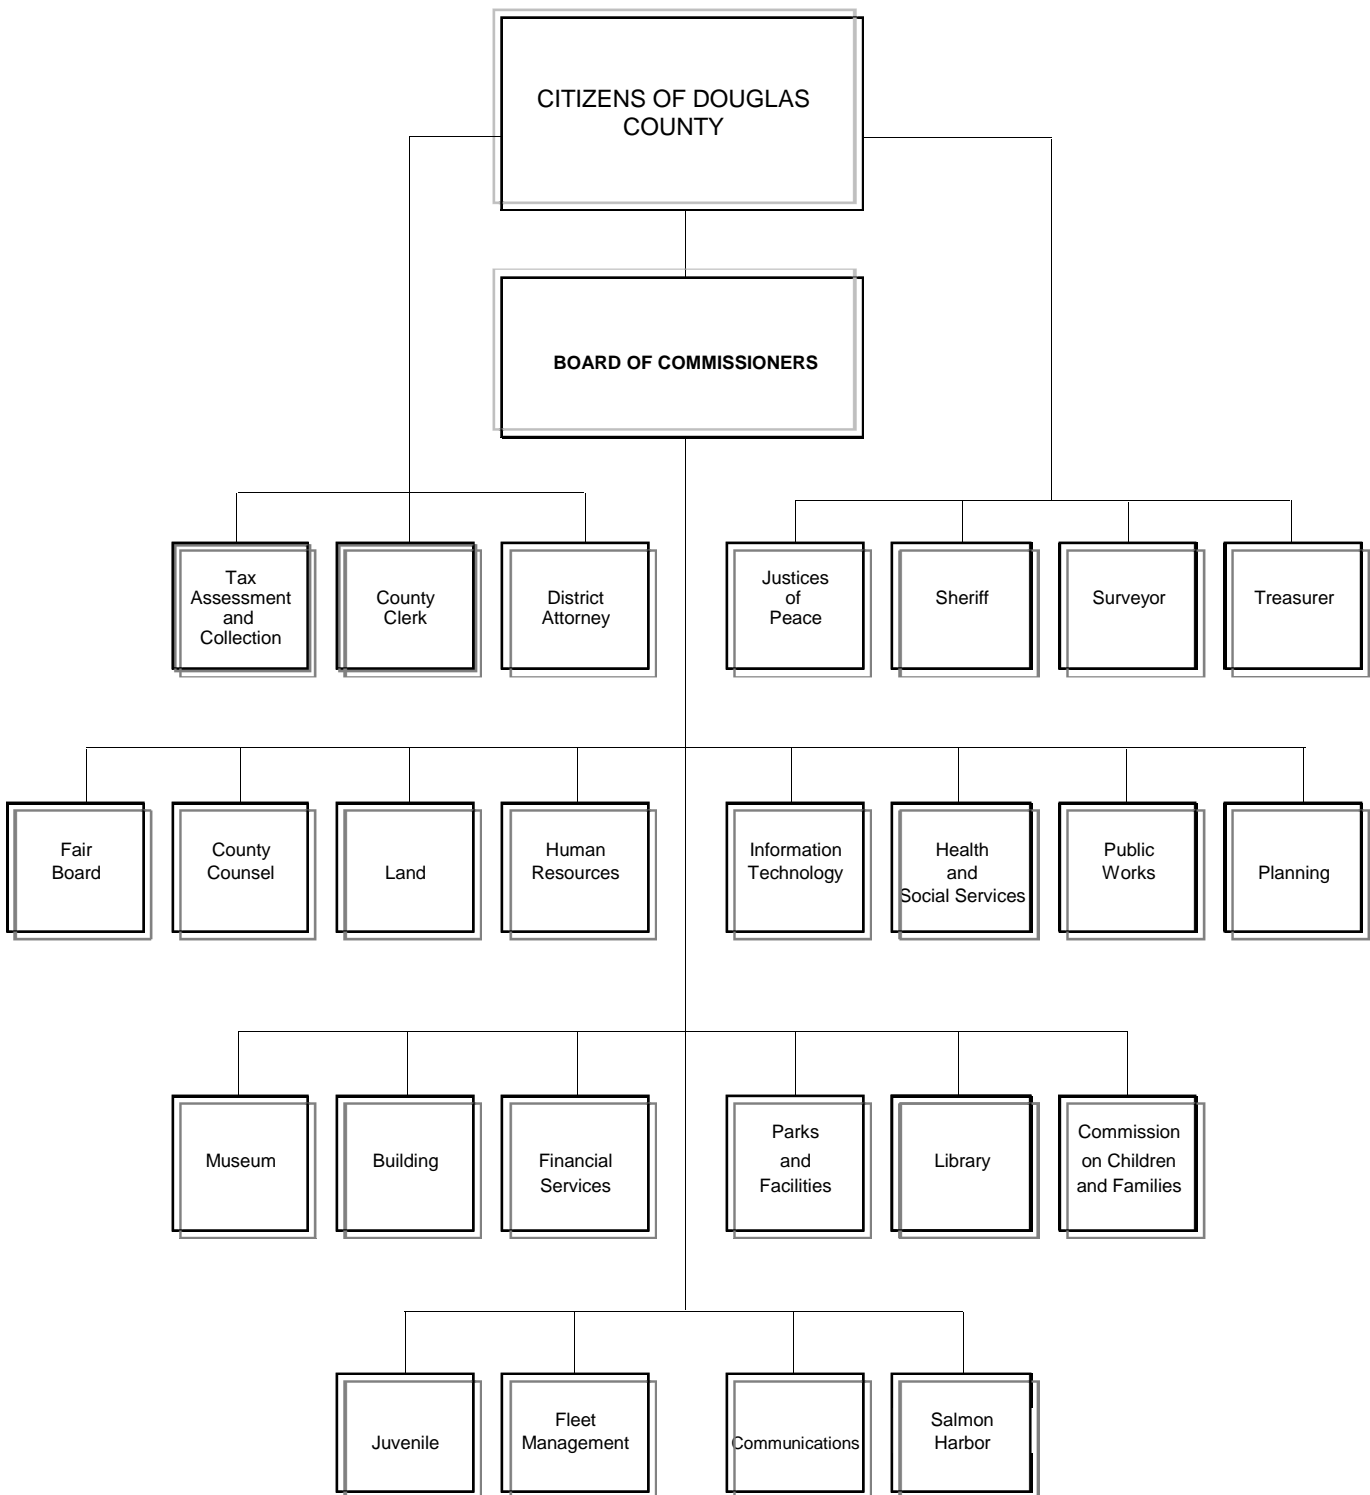 CITIZENS OF DOUGLAS
COUNTY
BOARD OF COMMISSIONERS
Tax
Assessment
and
Collection
County
Clerk
District
Attorney
Justices
of
Peace
Sheriff
Surveyor
Treasurer
Fair
Board
County
Counsel
Land
Human
Resources
Information
Technology
Health
and
Social Services
Public
Works
Planning
Museum
Building
Financial
Services
Parks
and
Facilities
Library
Commission
on Children
and Families
Juvenile
Fleet
Management
Communications
Salmon
Harbor